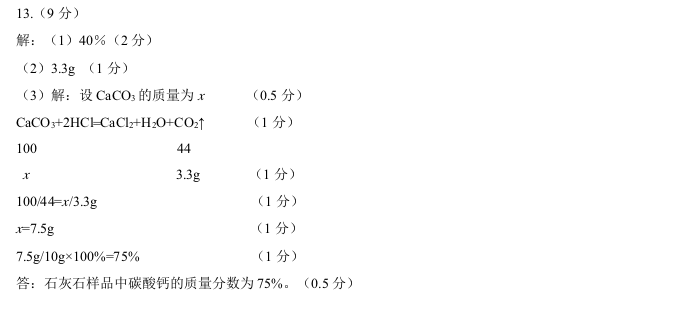 13.（9 分）
解：（1）40%（2 分）
（2）3.3g （1 分）
（3）解：设 CaCO₃ 的质量为 x （0.5 分）
CaCO₃+2HCl=CaCl₂+H₂O+CO₂↑ （1 分）
100 44
x 3.3g （1 分）
100/44=x/3.3g （1 分）
x=7.5g （1 分）
7.5g/10g×100%=75% （1 分）
答：石灰石样品中碳酸钙的质量分数为 75%。（0.5 分）